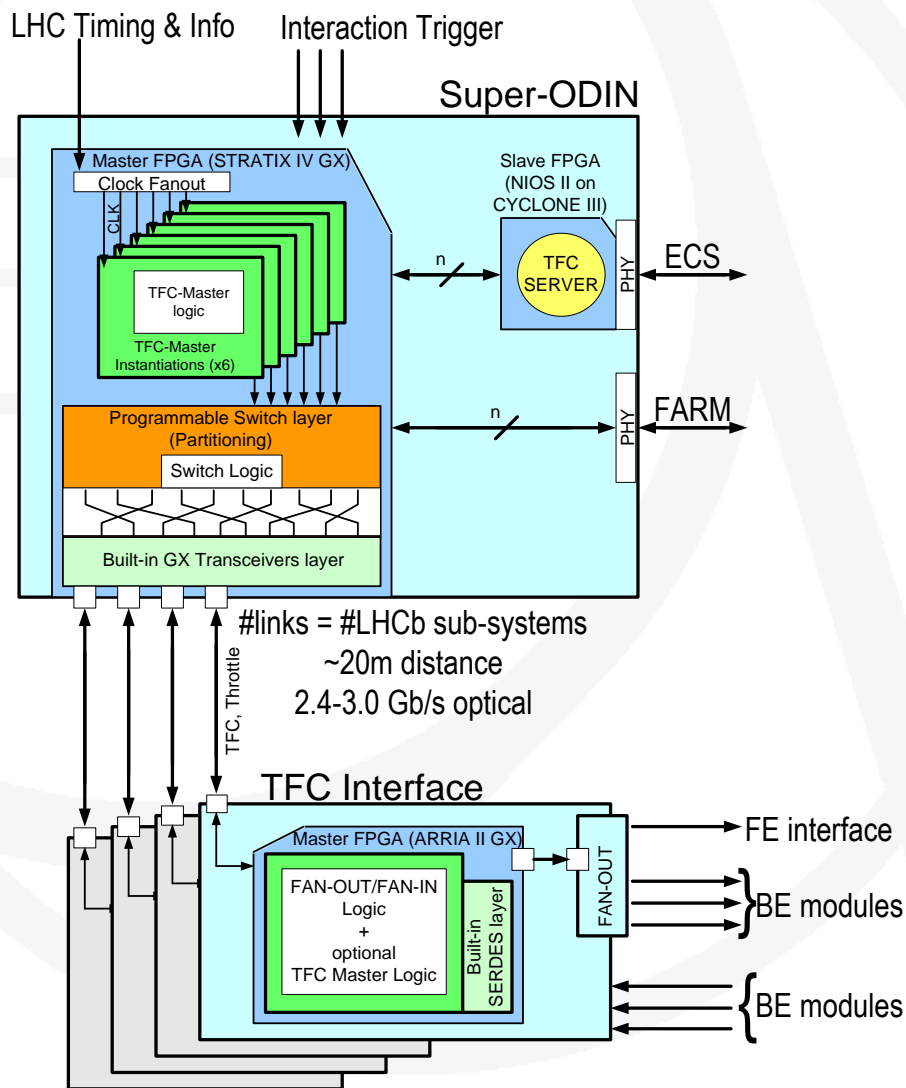 LHC Timing & Info
Interaction Trigger
Super-ODIN
Master FPGA (STRATIX IV GX)
Clock Fanout
CLK
TFC-Master
logic
TFC-Master
Instantiations (x6)
Slave FPGA
(NIOS II on
CYCLONE III)
TFC
SERVER
PHY
n
ECS
Programmable Switch layer
(Partitioning)
Switch Logic
n
PHY
FARM
Built-in GX Transceivers layer
#links = #LHCb sub-systems
~20m distance
2.4-3.0 Gb/s optical
TFC, Throttle
TFC Interface
Master FPGA (ARRIA II GX)
FAN-OUT/FAN-IN
Logic
+
optional
TFC Master Logic
Built-in
SERDES layer
FAN-OUT
FE interface
BE modules
BE modules